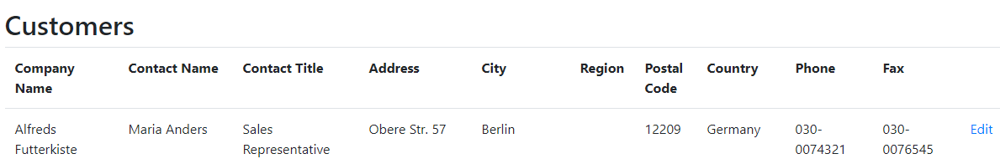 Customers
Company Name Contact Name Contact Title Address City Region Postal Code Country Phone Fax
Alfreds Futterkiste Maria Anders Sales Representative Obere Str. 57 Berlin 12209 Germany 030-0074321 030-0076545 Edit